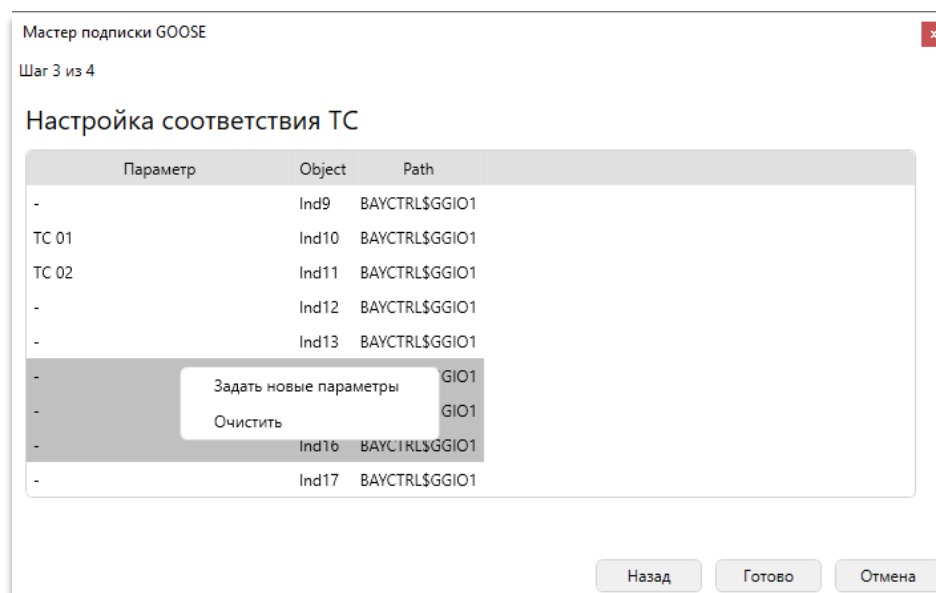 Мастер подписки GOOSE
x
Шаг 3 из 4
Настройка соответствия ТС
Параметр Object Path
- Ind9 BAYCTRL$GGIO1
ТС 01 Ind10 BAYCTRL$GGIO1
ТС 02 Ind11 BAYCTRL$GGIO1
- Ind12 BAYCTRL$GGIO1
- Ind13 BAYCTRL$GGIO1
- GIO1
Задать новые параметры
- GIO1
Очистить
- Ind16 BAYCTRL$GGIO1
- Ind17 BAYCTRL$GGIO1
Назад Готово Отмена